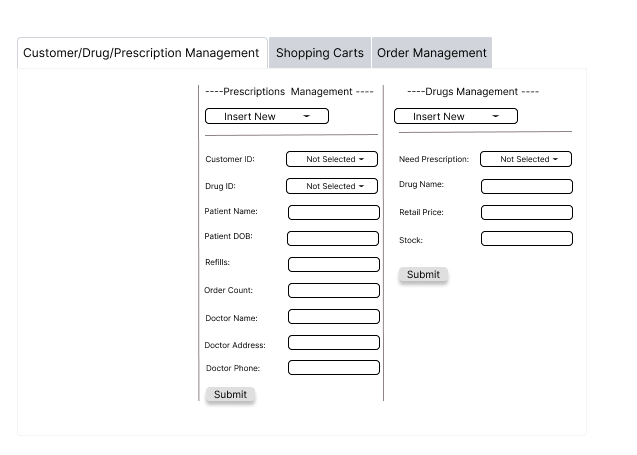 Customer/Drug/Prescription Management
Shopping Carts
Order Management
----Prescriptions Management ----
Insert New
Customer ID:
Not Selected
Drug ID:
Not Selected
Patient Name:
Patient DOB:
Refills:
Order Count:
Doctor Name:
Doctor Address:
Doctor Phone:
Submit
----Drugs Management ----
Insert New
Need Prescription:
Not Selected
Drug Name:
Retail Price:
Stock:
Submit